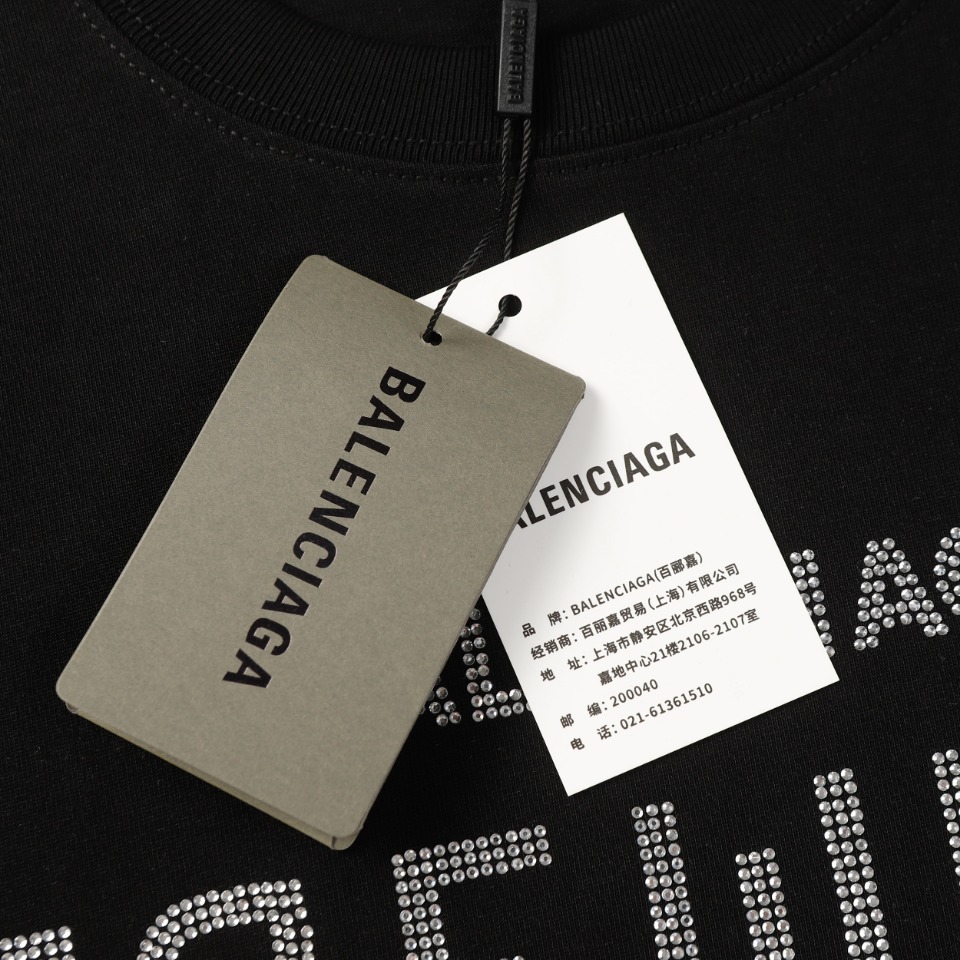 BALENCIAGA
BALENCIAGA
ALENCIAGA
品 牌: BALENCIAGA(百郦嘉)
经销商: 百丽嘉贸易(上海)有限公司
地 址: 上海市静安区北京西路968号
嘉地中心21楼2106-2107室
邮 编: 200040
电 话: 021-61361510